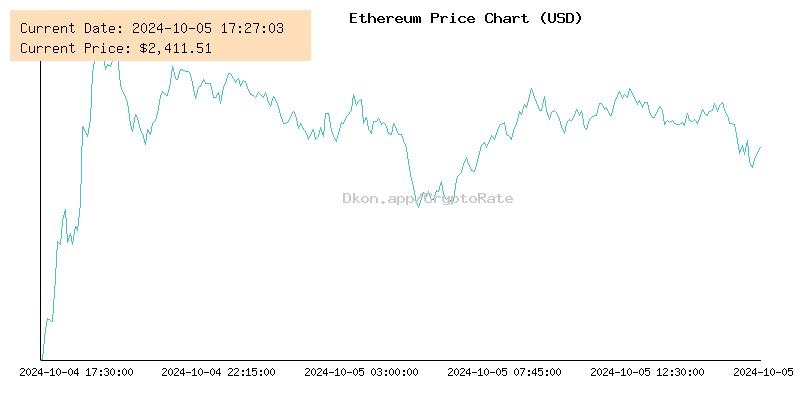 Ethereum Price Chart (USD)
Current Date: 2024-10-05 17:27:03
Current Price: $2,411.51
Dkon.app/CryptoRate
2024-10-04 17:30:00 2024-10-04 22:15:00 2024-10-05 03:00:00 2024-10-05 07:45:00 2024-10-05 12:30:00 2024-10-05